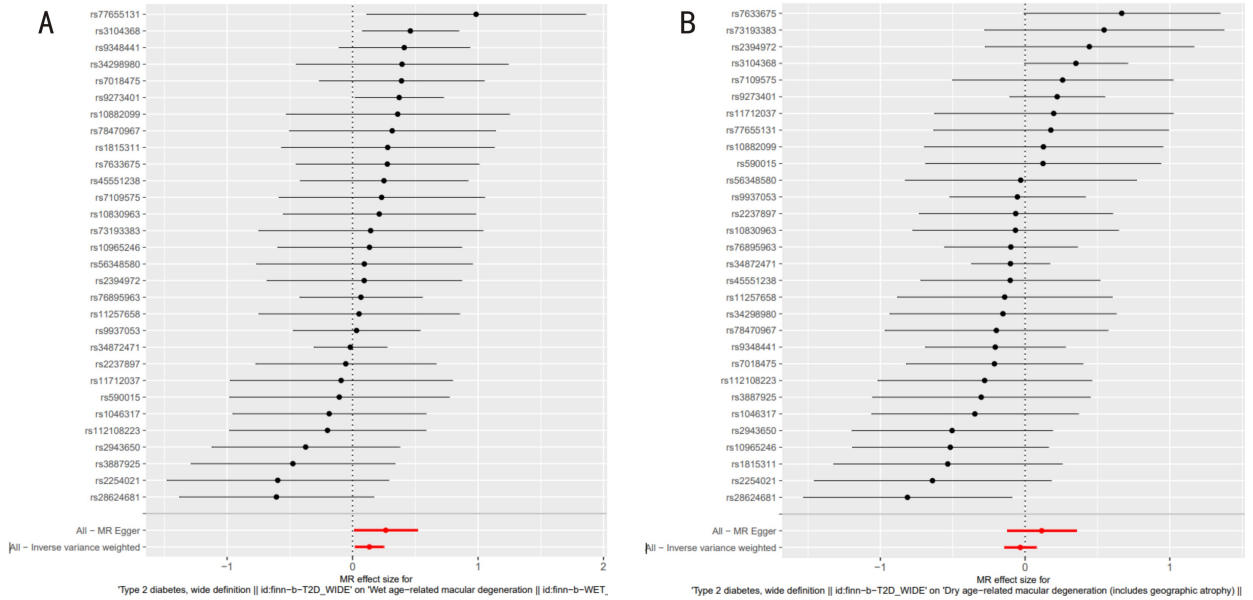 A
rs77655131
rs3104368
rs9348441
rs34298980
rs7018475
rs9273401
rs10882099
rs78470967
rs1815311
rs7633675
rs45551238
rs7109575
rs10830963
rs73193383
rs10965246
rs56348580
rs2394972
rs76895963
rs11257658
rs9937053
rs34872471
rs2237897
rs11712037
rs590015
rs1046317
rs112108223
rs2943650
rs3887925
rs2254021
rs28624681
All − MR Egger
All − Inverse variance weighted
−1 0 1 2
MR effect size for
'Type 2 diabetes, wide definition || id:finn−b−T2D_WIDE' on 'Wet age−related macular degeneration || id:finn−b−WET_
B
rs7633675
rs73193383
rs2394972
rs3104368
rs7109575
rs9273401
rs11712037
rs77655131
rs10882099
rs590015
rs56348580
rs9937053
rs2237897
rs10830963
rs76895963
rs34872471
rs45551238
rs11257658
rs34298980
rs78470967
rs9348441
rs7018475
rs112108223
rs3887925
rs1046317
rs2943650
rs10965246
rs1815311
rs2254021
rs28624681
All − MR Egger
All − Inverse variance weighted
−1 0 1
MR effect size for
'Type 2 diabetes, wide definition || id:finn−b−T2D_WIDE' on 'Dry age−related macular degeneration (includes geographic atrophy) ||